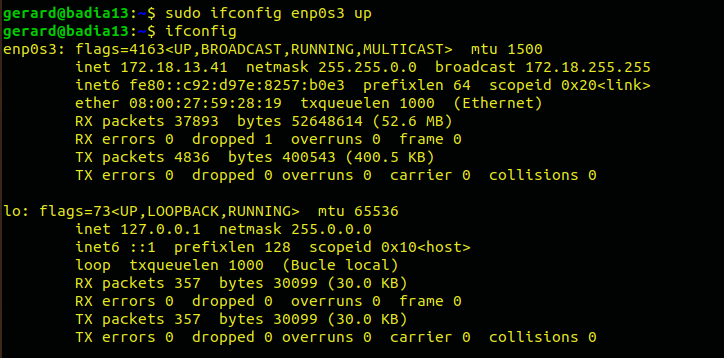 gerard@badia13:~$ sudo ifconfig enp0s3 up
gerard@badia13:~$ ifconfig
enp0s3: flags=4163<UP,BROADCAST,RUNNING,MULTICAST>  mtu 1500
        inet 172.18.13.41  netmask 255.255.0.0  broadcast 172.18.255.255
        inet6 fe80::c92:d97e:8257:b0e3  prefixlen 64  scopeid 0x20<link>
        ether 08:00:27:59:28:19  txqueuelen 1000  (Ethernet)
        RX packets 37893  bytes 52648614 (52.6 MB)
        RX errors 0  dropped 1  overruns 0  frame 0
        TX packets 4836  bytes 400543 (400.5 KB)
        TX errors 0  dropped 0 overruns 0  carrier 0  collisions 0
lo: flags=73<UP,LOOPBACK,RUNNING>  mtu 65536
        inet 127.0.0.1  netmask 255.0.0.0
        inet6 ::1  prefixlen 128  scopeid 0x10<host>
        loop  txqueuelen 1000  (Bucle local)
        RX packets 357  bytes 30099 (30.0 KB)
        RX errors 0  dropped 0  overruns 0  frame 0
        TX packets 357  bytes 30099 (30.0 KB)
        TX errors 0  dropped 0 overruns 0  carrier 0  collisions 0